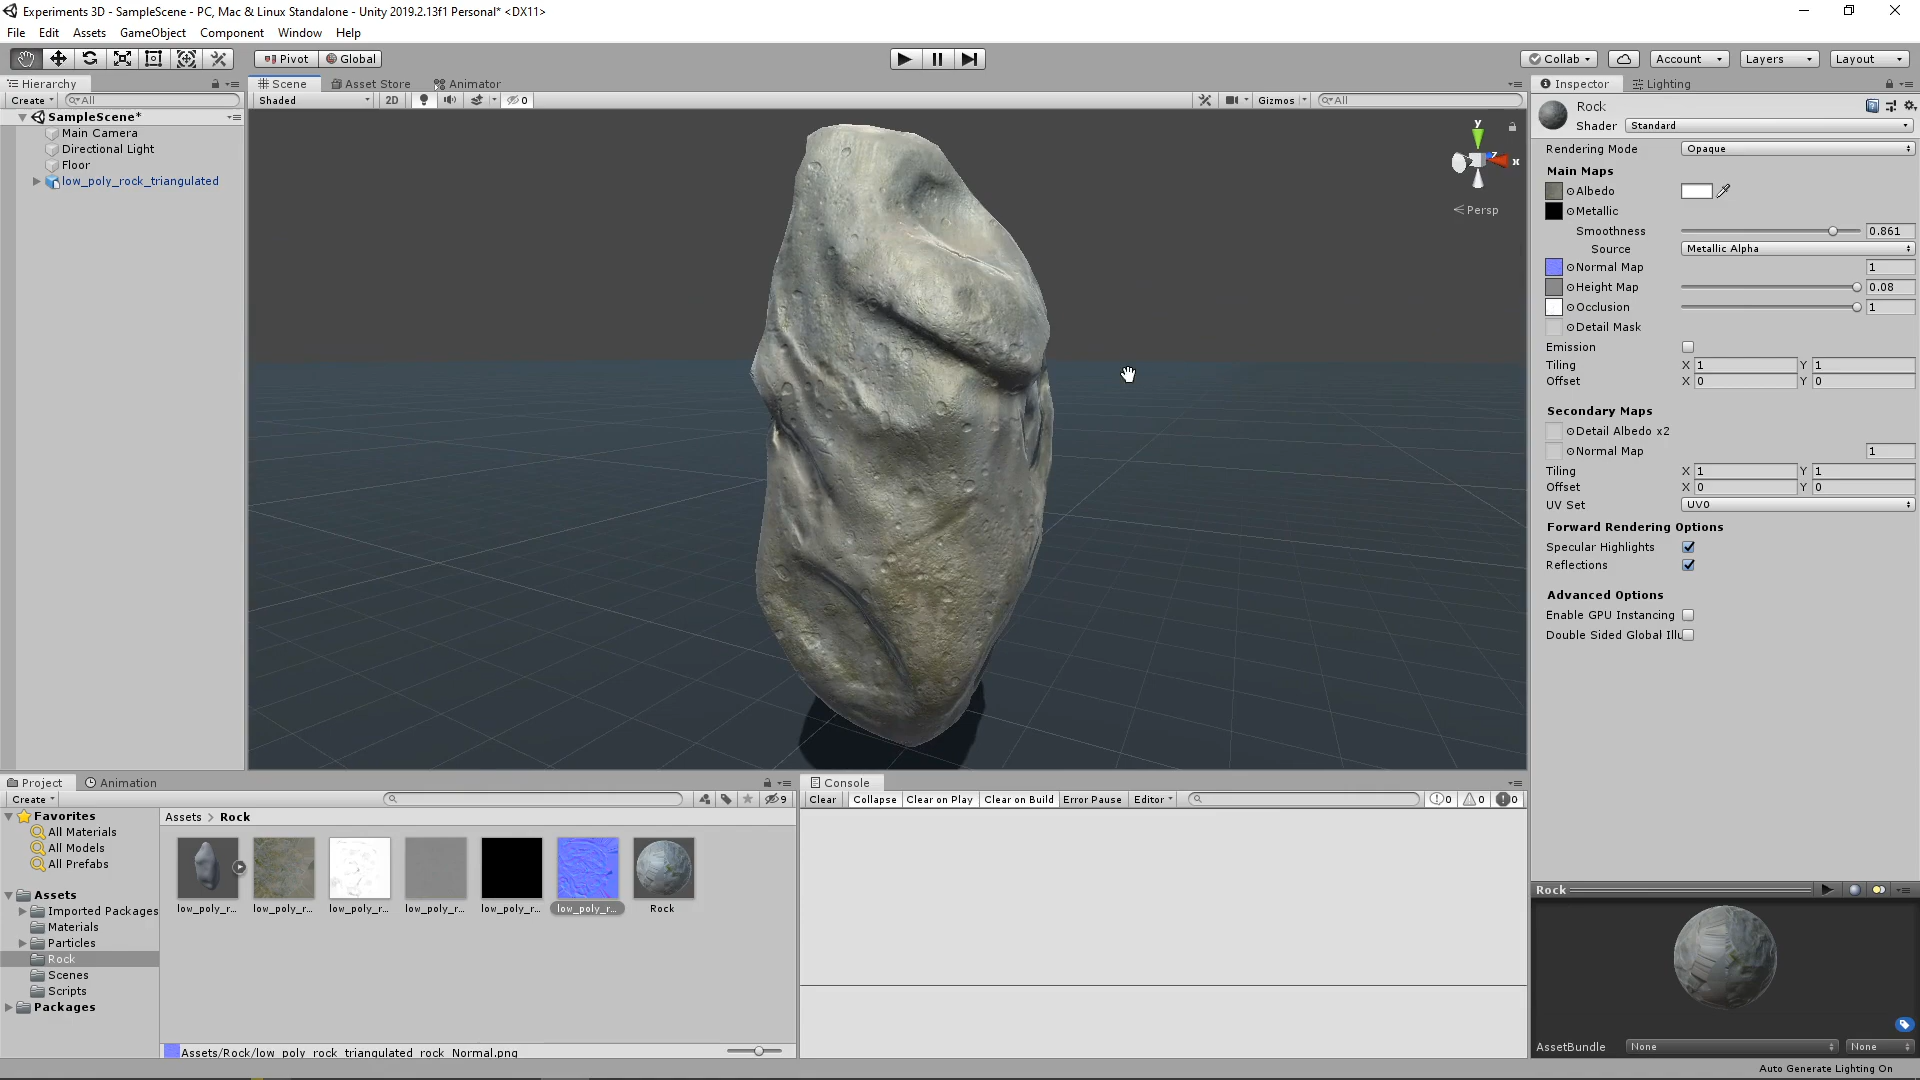 Experiments 3D - SampleScene - PC, Mac & Linux Standalone - Unity 2019.2.13f1 Personal* <DX11>
File Edit Assets GameObject Component Window Help
Pivot Global Collab Account Layers Layout
Hierarchy
Create All
SampleScene*
Main Camera
Directional Light
Floor
low_poly_rock_triangulated
Scene Asset Store Animator
Shaded 2D 0 Gizmos All
y
z x
Persp
Inspector Lighting
Rock
Shader Standard
Rendering Mode Opaque
Main Maps
Albedo
Metallic
Smoothness 0.861
Source Metallic Alpha
Normal Map 1
Height Map 0.08
Occlusion 1
Detail Mask
Emission
Tiling X 1 Y 1
Offset X 0 Y 0
Secondary Maps
Detail Albedo x2
Normal Map 1
Tiling X 1 Y 1
Offset X 0 Y 0
UV Set UV0
Forward Rendering Options
Specular Highlights
Reflections
Advanced Options
Enable GPU Instancing
Double Sided Global Illu
Project Animation
Create 9
Favorites
All Materials
All Models
All Prefabs
Assets
Imported Packages
Materials
Particles
Rock
Scenes
Scripts
Packages
Assets > Rock
low_poly_r... low_poly_r... low_poly_r... low_poly_r... low_poly_r... low_poly_r... Rock
Assets/Rock/low_poly_rock_triangulated_rock_Normal.png
Console
Clear Collapse Clear on Play Clear on Build Error Pause Editor 0 0 0
Rock
AssetBundle None None
Auto Generate Lighting On